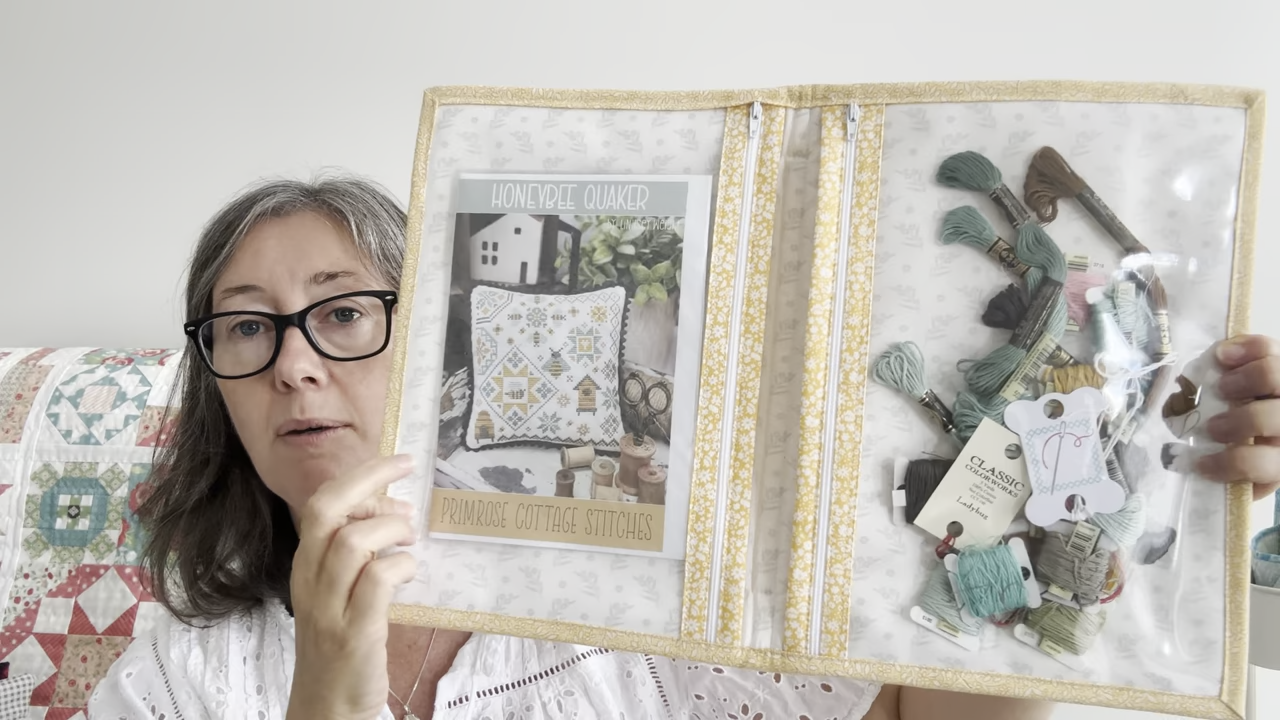 HONEYBEE QUAKER
PRIMROSE COTTAGE STITCHES
CLASSIC
COLORWORKS
Ladybug